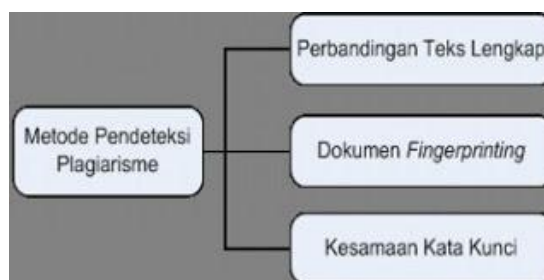 Perbandingan Teks Lengkap
Metode Pendeteksi
Plagiarisme
Dokumen Fingerprinting
Kesamaan Kata Kunci